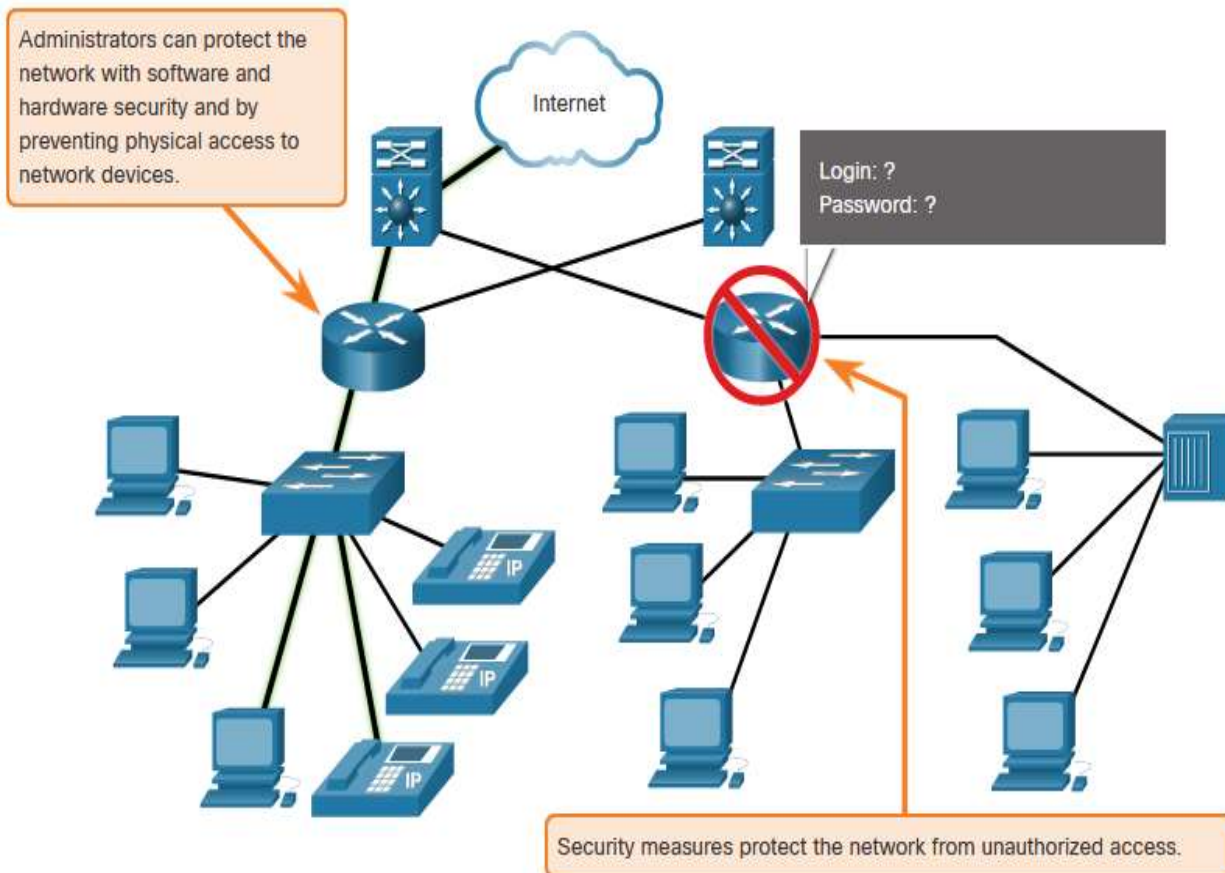 Administrators can protect the
network with software and
hardware security and by
preventing physical access to
network devices.
Internet
Login: ?
Password: ?
IP
IP
IP
Security measures protect the network from unauthorized access.